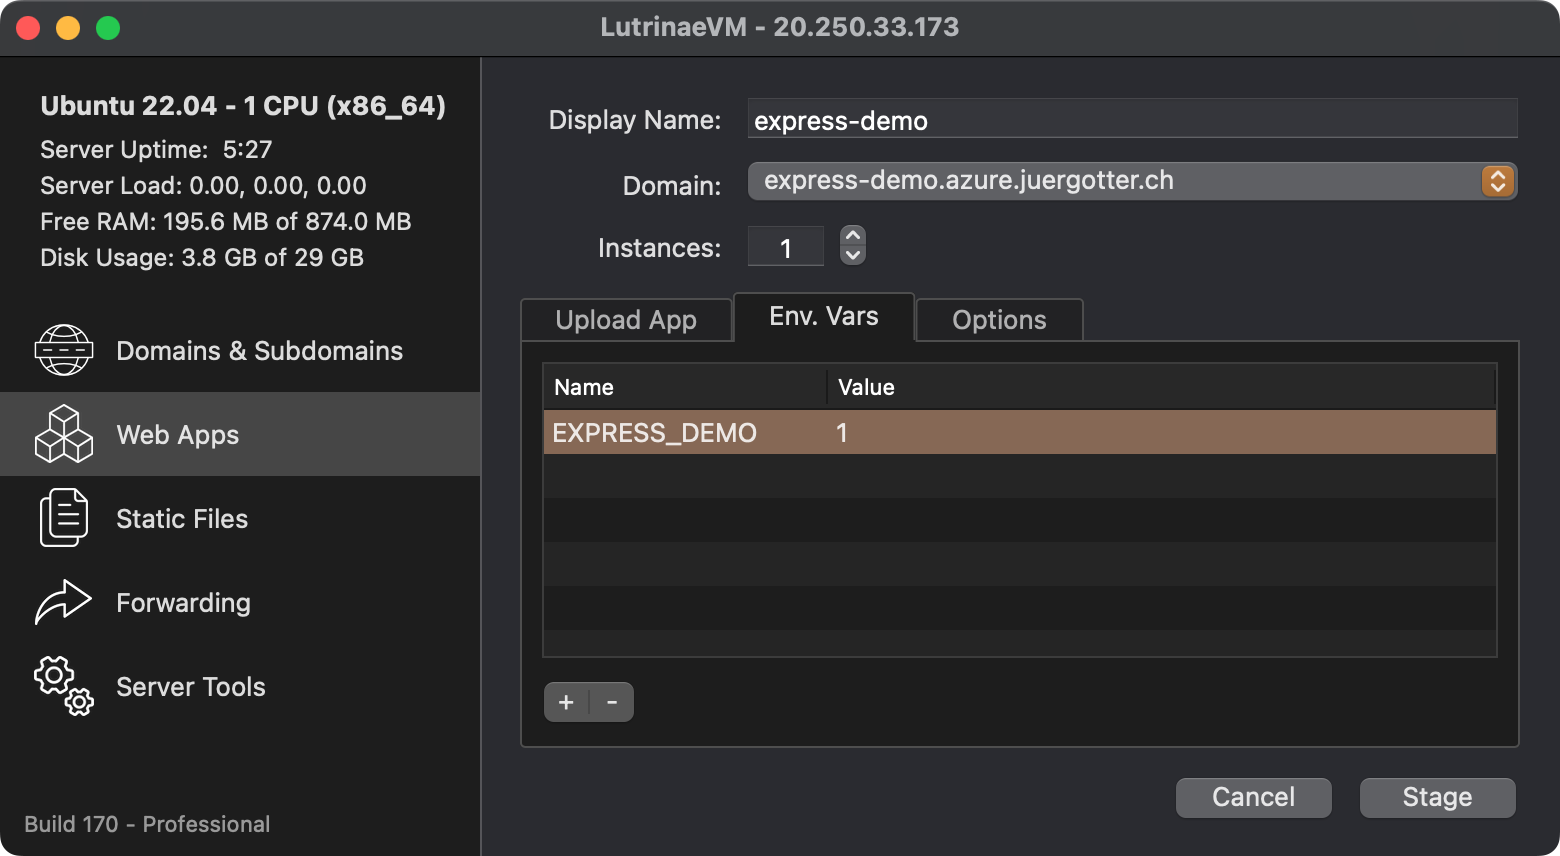 LutrinaeVM - 20.250.33.173
Ubuntu 22.04 - 1 CPU (x86_64)
Server Uptime: 5:27
Server Load: 0.00, 0.00, 0.00
Free RAM: 195.6 MB of 874.0 MB
Disk Usage: 3.8 GB of 29 GB
Domains & Subdomains
Web Apps
Static Files
Forwarding
Server Tools
Build 170 - Professional
Display Name: express-demo
Domain: express-demo.azure.juergotter.ch
Instances: 1
Upload App Env. Vars Options
Name Value
EXPRESS_DEMO 1
+ -
Cancel Stage